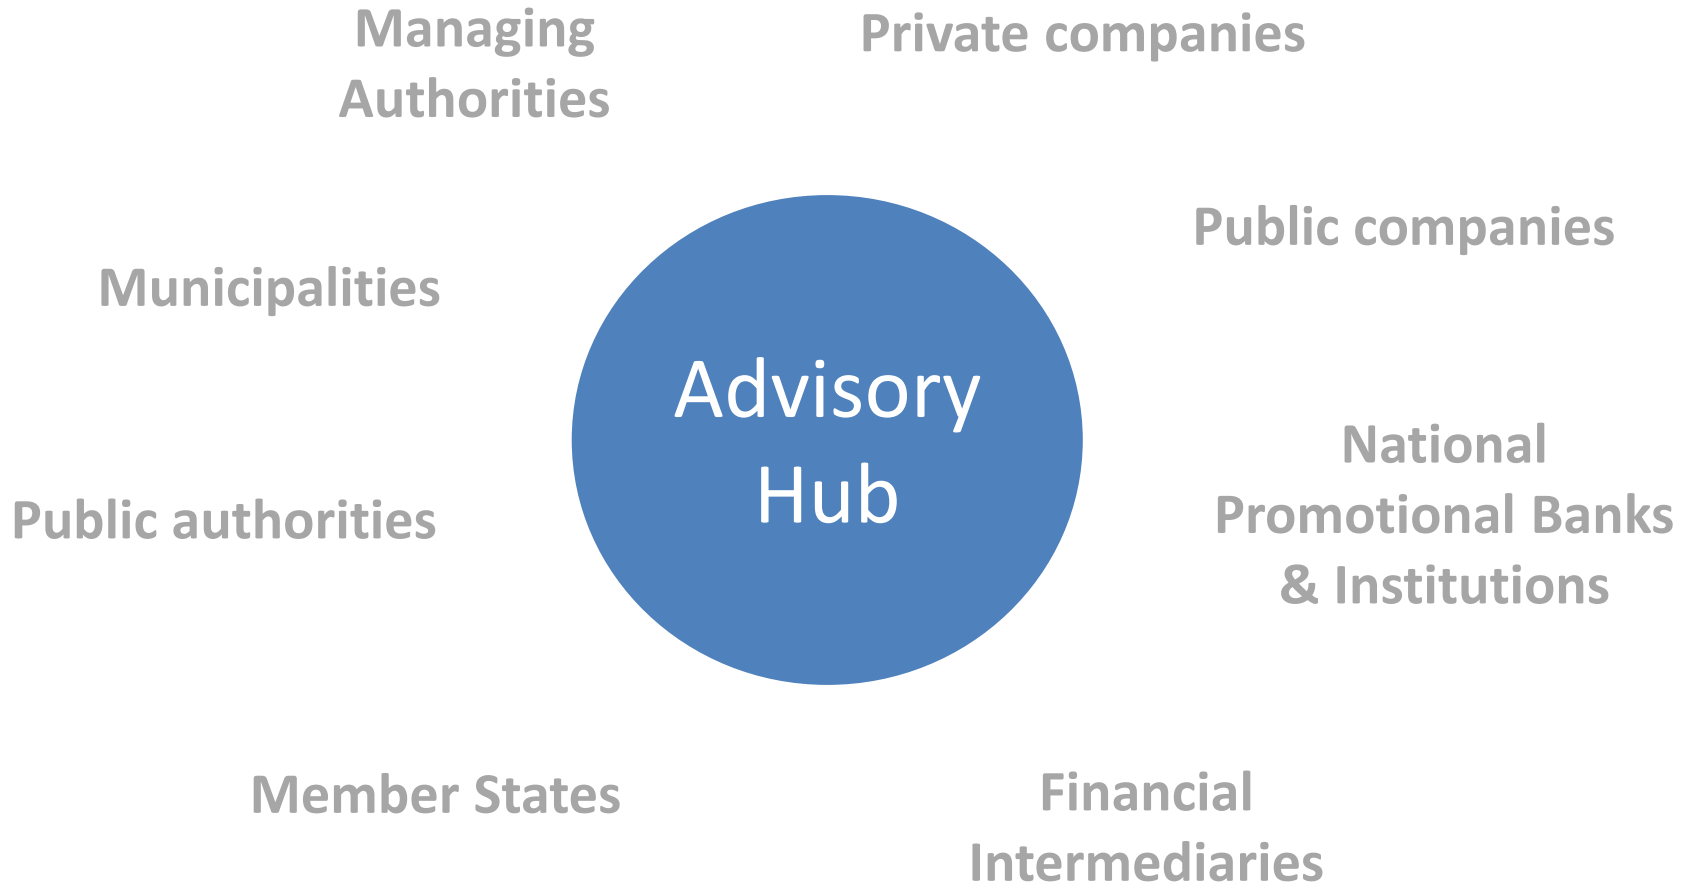 Managing
Authorities
Private companies
Public companies
Municipalities
Advisory
Hub
National
Promotional Banks
& Institutions
Public authorities
Member States
Financial
Intermediaries